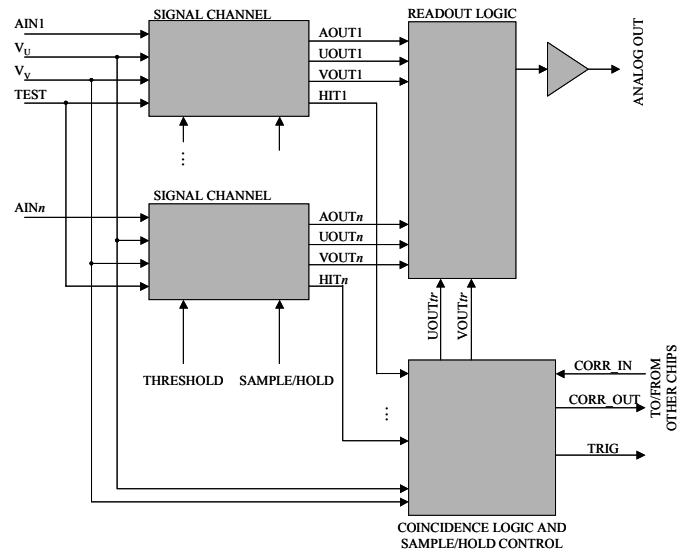 SIGNAL CHANNEL
READOUT LOGIC
AIN1
V_U
V_V
TEST
AOUT1
UOUT1
VOUT1
HIT1
ANALOG OUT
...
SIGNAL CHANNEL
AINn
AOUTn
UOUTn
VOUTn
HITn
UOUTtr
VOUTtr
THRESHOLD
SAMPLE/HOLD
...
CORR_IN
CORR_OUT
TRIG
TO/FROM
OTHER CHIPS
COINCIDENCE LOGIC AND
SAMPLE/HOLD CONTROL